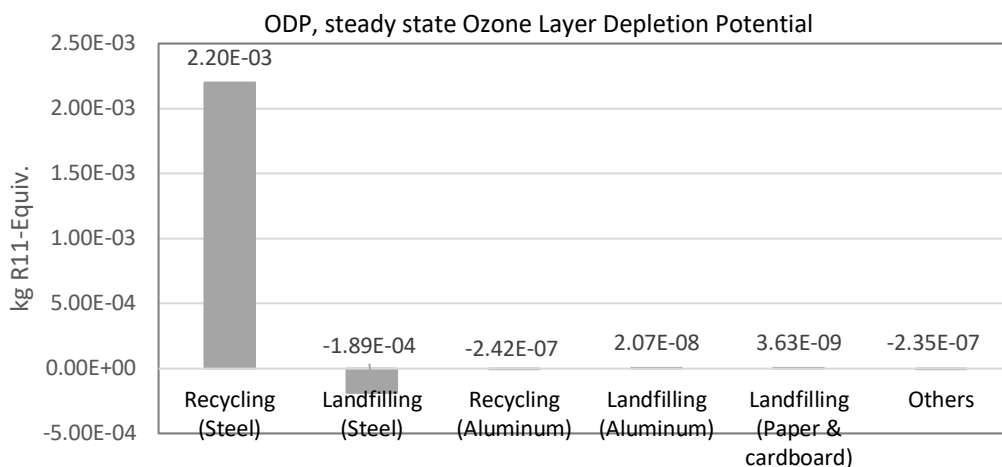 ODP, steady state Ozone Layer Depletion Potential
kg R11-Equiv.
2.50E-03
2.00E-03
1.50E-03
1.00E-03
5.00E-04
0.00E+00
-5.00E-04
2.20E-03
-1.89E-04
-2.42E-07
2.07E-08
3.63E-09
-2.35E-07
Recycling
(Steel)
Landfilling
(Steel)
Recycling
(Aluminum)
Landfilling
(Aluminum)
Landfilling
(Paper &
cardboard)
Others